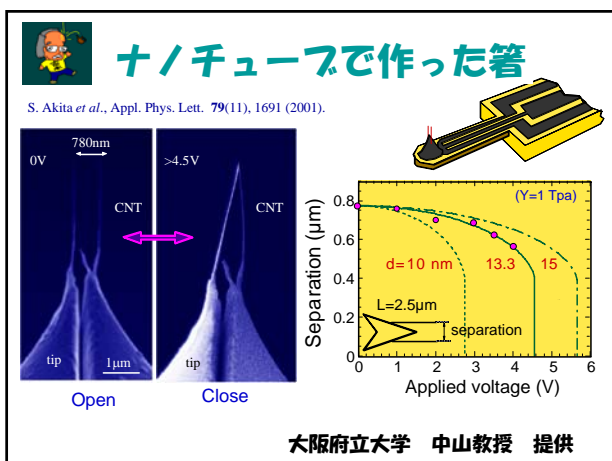 ナノチューブで作った箸
S. Akita et al., Appl. Phys. Lett. 79(11), 1691 (2001).
780nm
0V
CNT
tip
1μm
Open
>4.5V
CNT
tip
Close
(Y=1 Tpa)
Separation (μm)
0.8
0.6
0.4
0.2
0
d=10 nm
13.3
15
L=2.5μm
separation
0 1 2 3 4 5 6
Applied voltage (V)
大阪府立大学 中山教授 提供